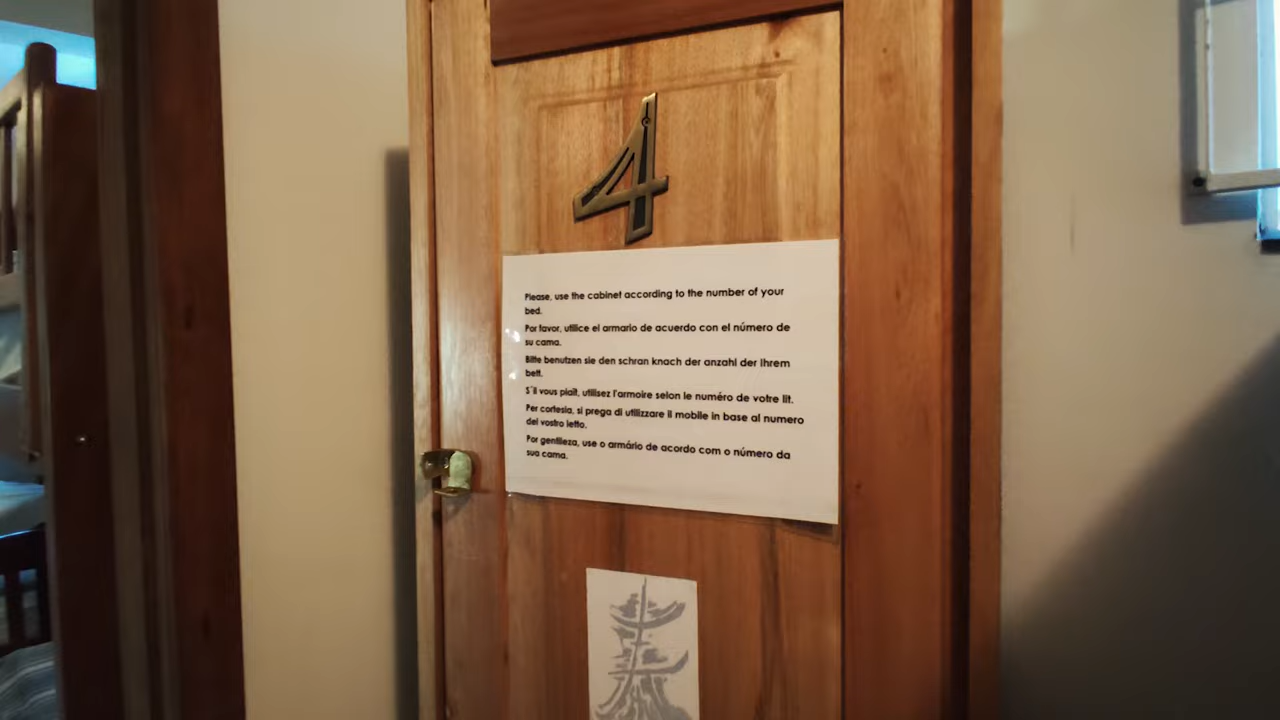 4
Please, use the cabinet according to the number of your
bed.
Por favor, utilice el armario de acuerdo con el número de
su cama.
Bitte benutzen sie den schran knach der anzahl der Ihrem
bett.
S´il vous plaît, utilisez l'armoire selon le numéro de votre lit.
Per cortesia, si prega di utilizzare il mobile in base al numero
del vostro letto.
Por gentileza, use o armário de acordo com o número da
sua cama.